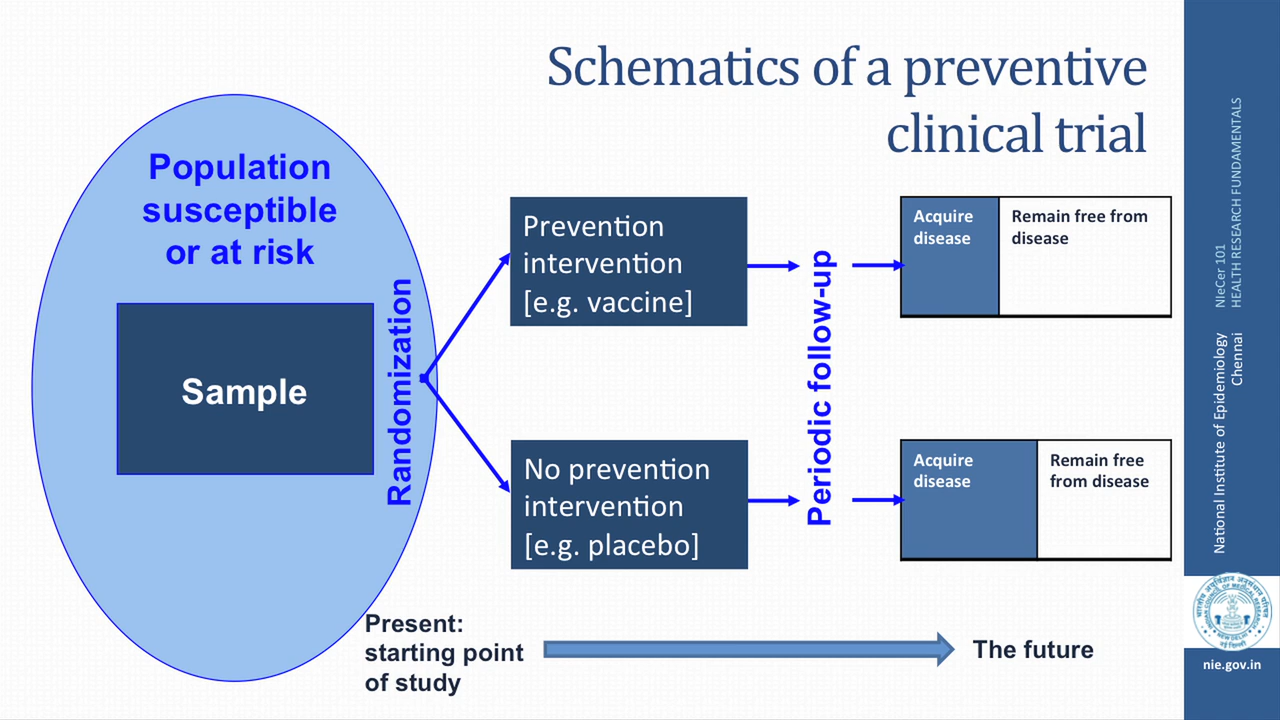 Schematics of a preventive
clinical trial
Population
susceptible
or at risk
Sample
Randomization
Prevention
intervention
[e.g. vaccine]
No prevention
intervention
[e.g. placebo]
Periodic follow-up
Acquire
disease
Remain free from
disease
Acquire
disease
Remain free
from disease
Present:
starting point
of study
The future
NIeCer 101
HEALTH RESEARCH FUNDAMENTALS
National Institute of Epidemiology
Chennai
nie.gov.in